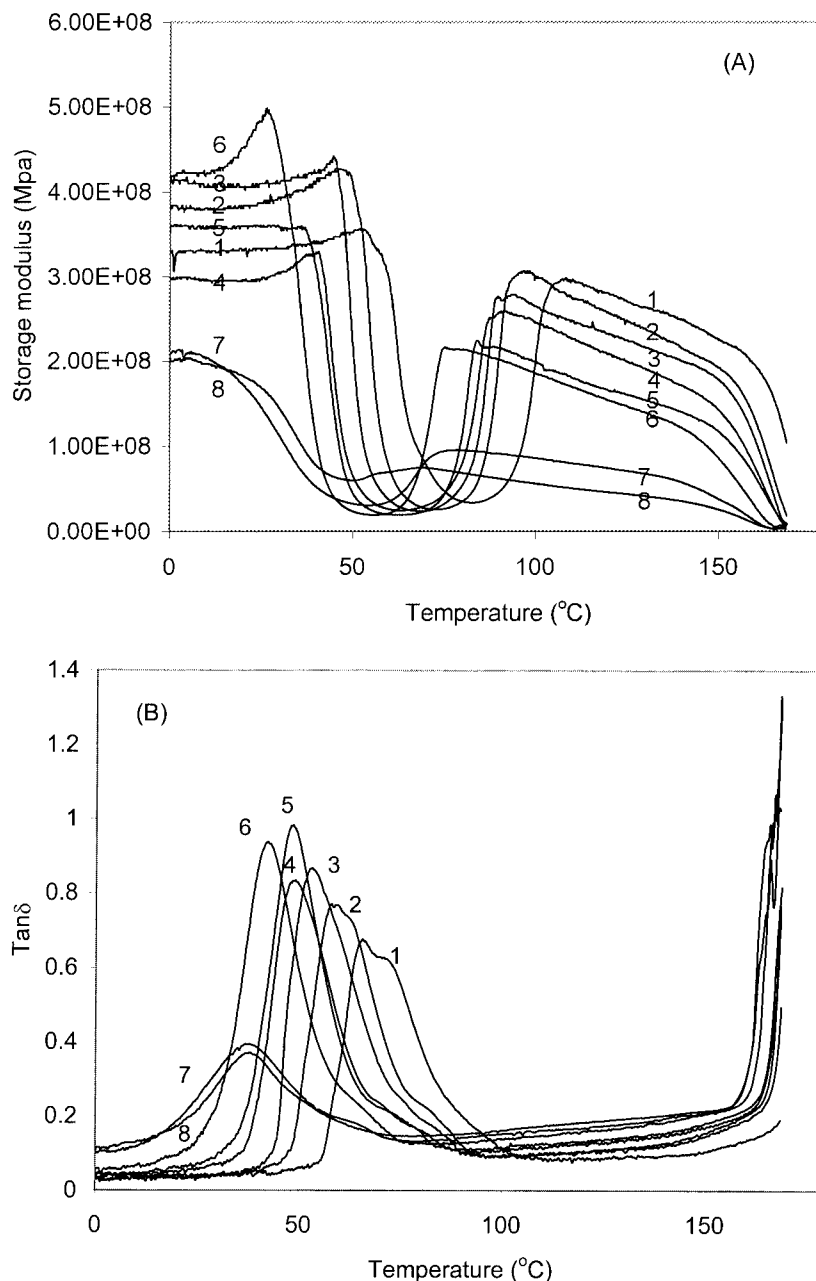 6.00E+08
(A)
5.00E+08
6
4.00E+08
3
2
5
3.00E+08
1
4
1
2
3
4
5
6
2.00E+08
7
8
1.00E+08
7
8
0.00E+00
Storage modulus (Mpa)
0 50 100 150
Temperature (°C)
1.4
(B)
1.2
1
5
6
0.8
4 3
2
1
0.6
0.4
7
0.2
8
0
Tanδ
0 50 100 150
Temperature (°C)